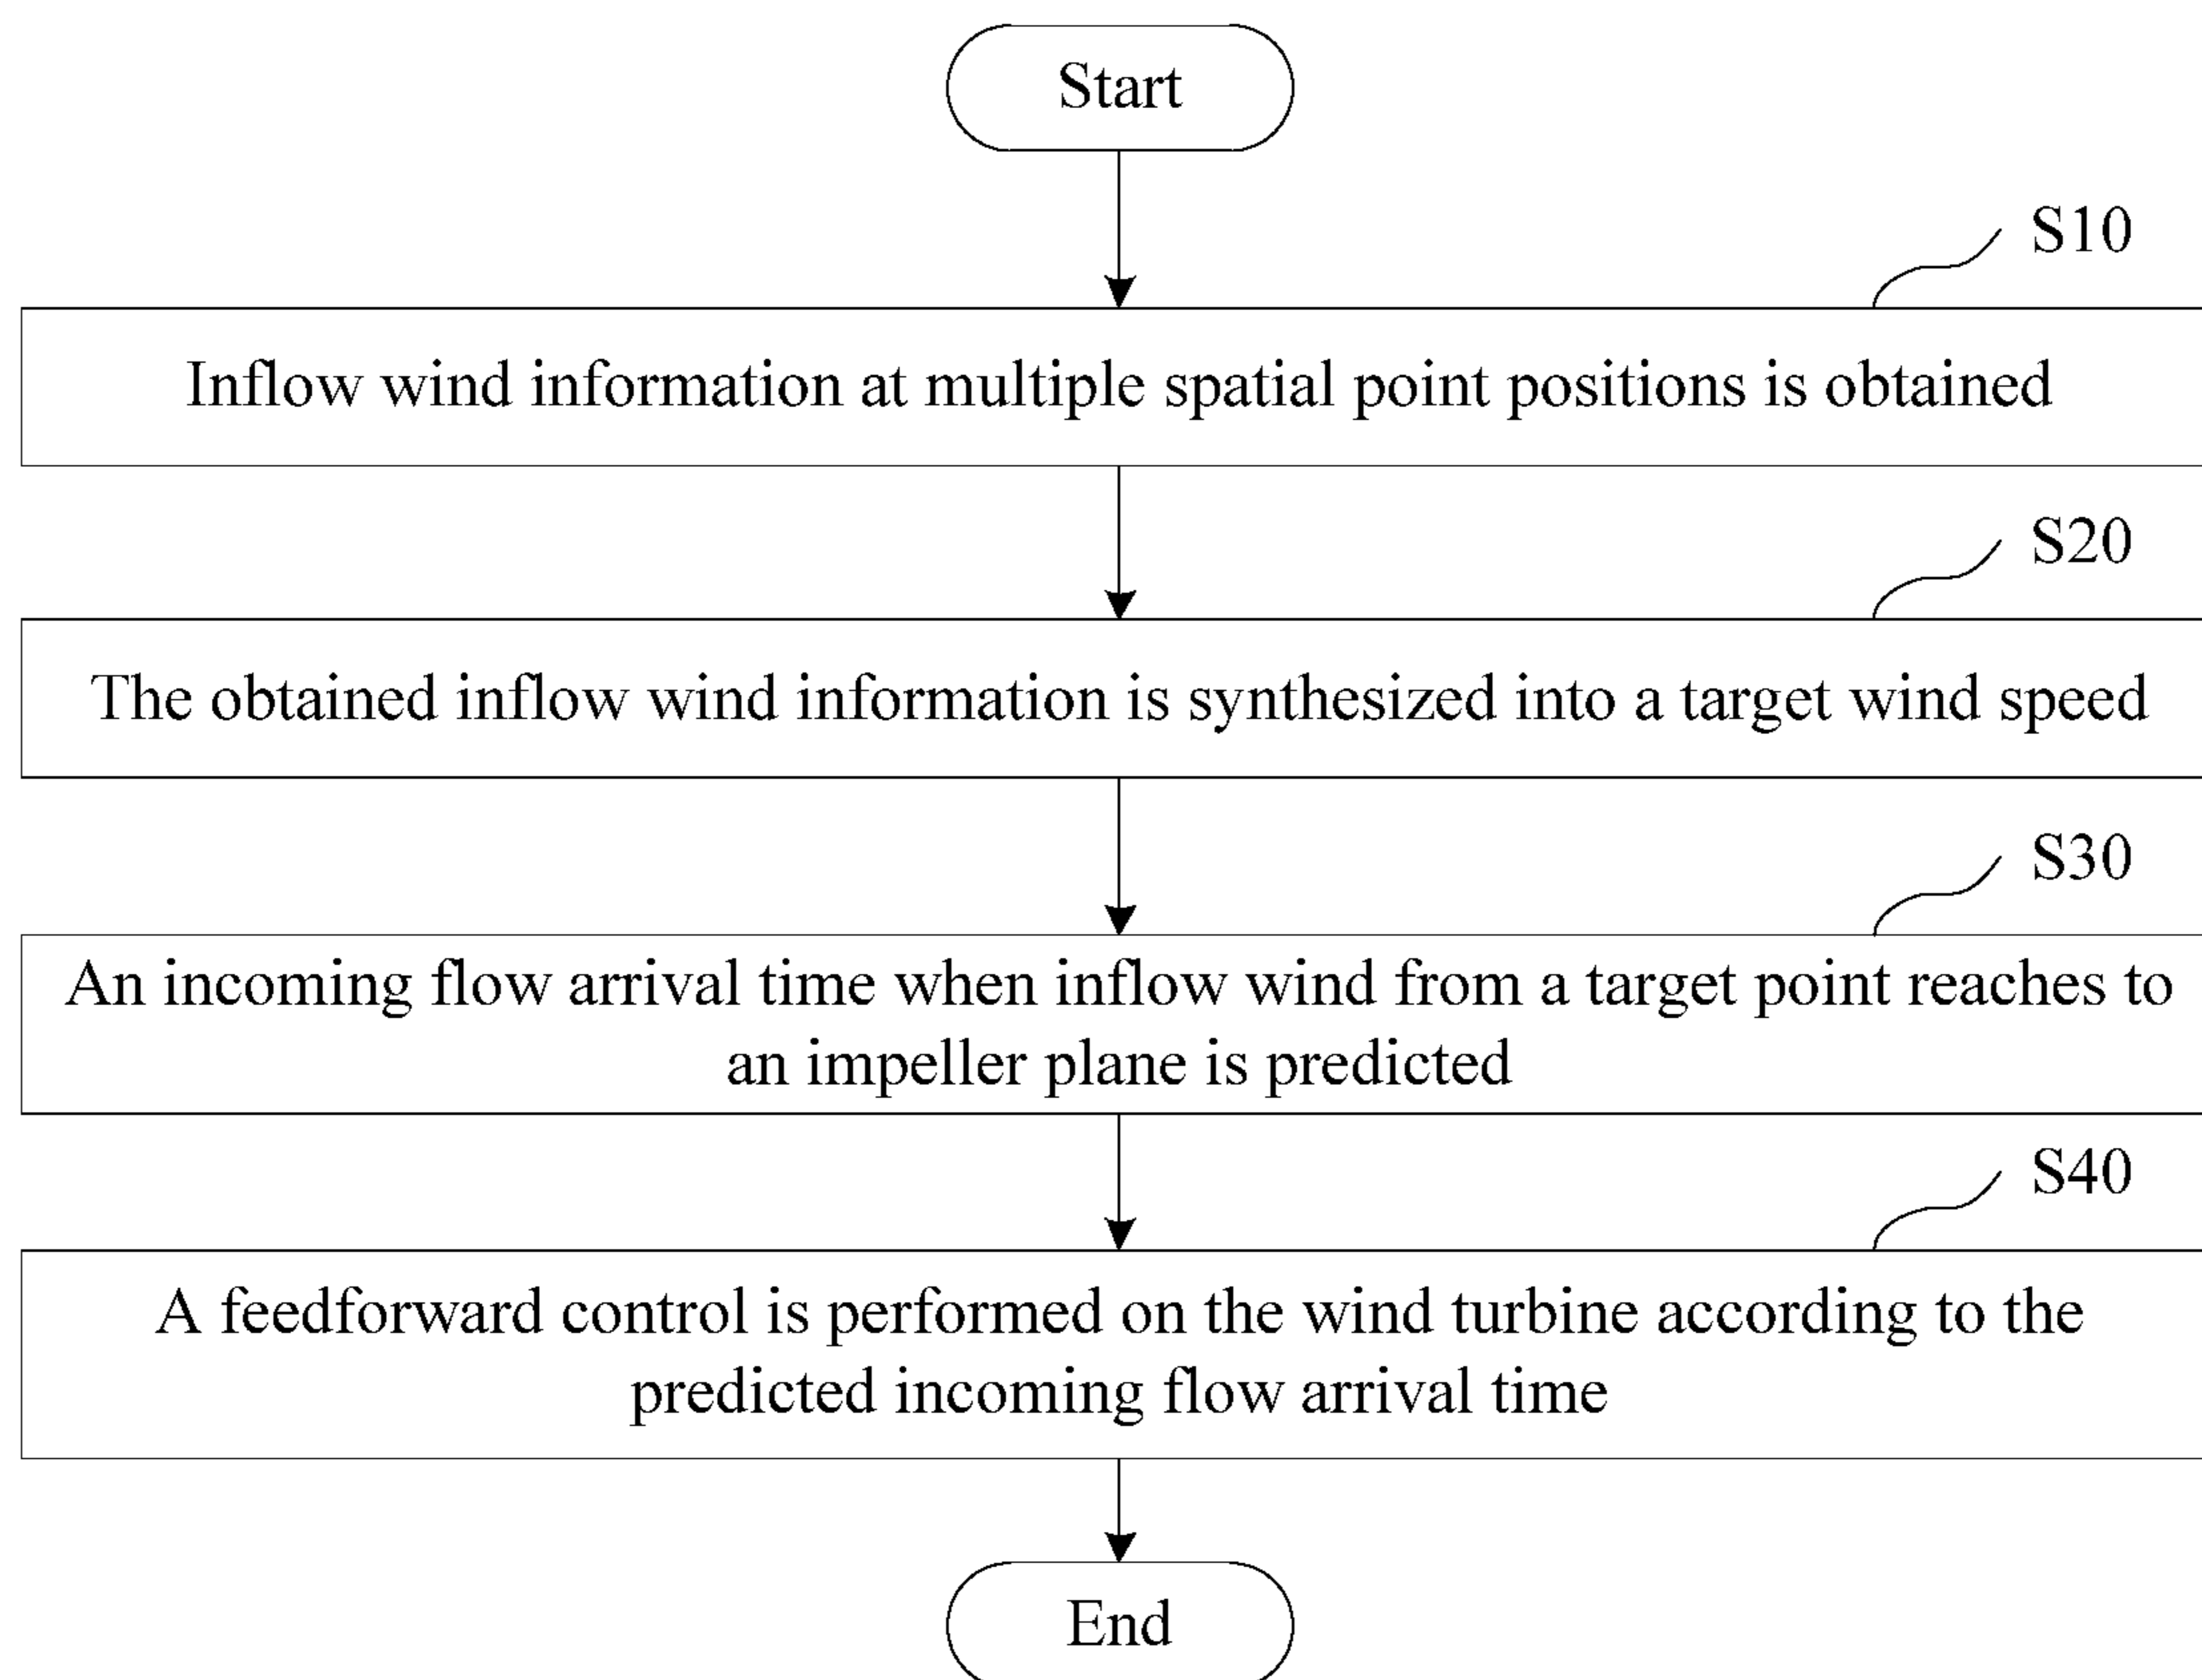 Start
S10
Inflow wind information at multiple spatial point positions is obtained
S20
The obtained inflow wind information is synthesized into a target wind speed
S30
An incoming flow arrival time when inflow wind from a target point reaches to
an impeller plane is predicted
S40
A feedforward control is performed on the wind turbine according to the
predicted incoming flow arrival time
End